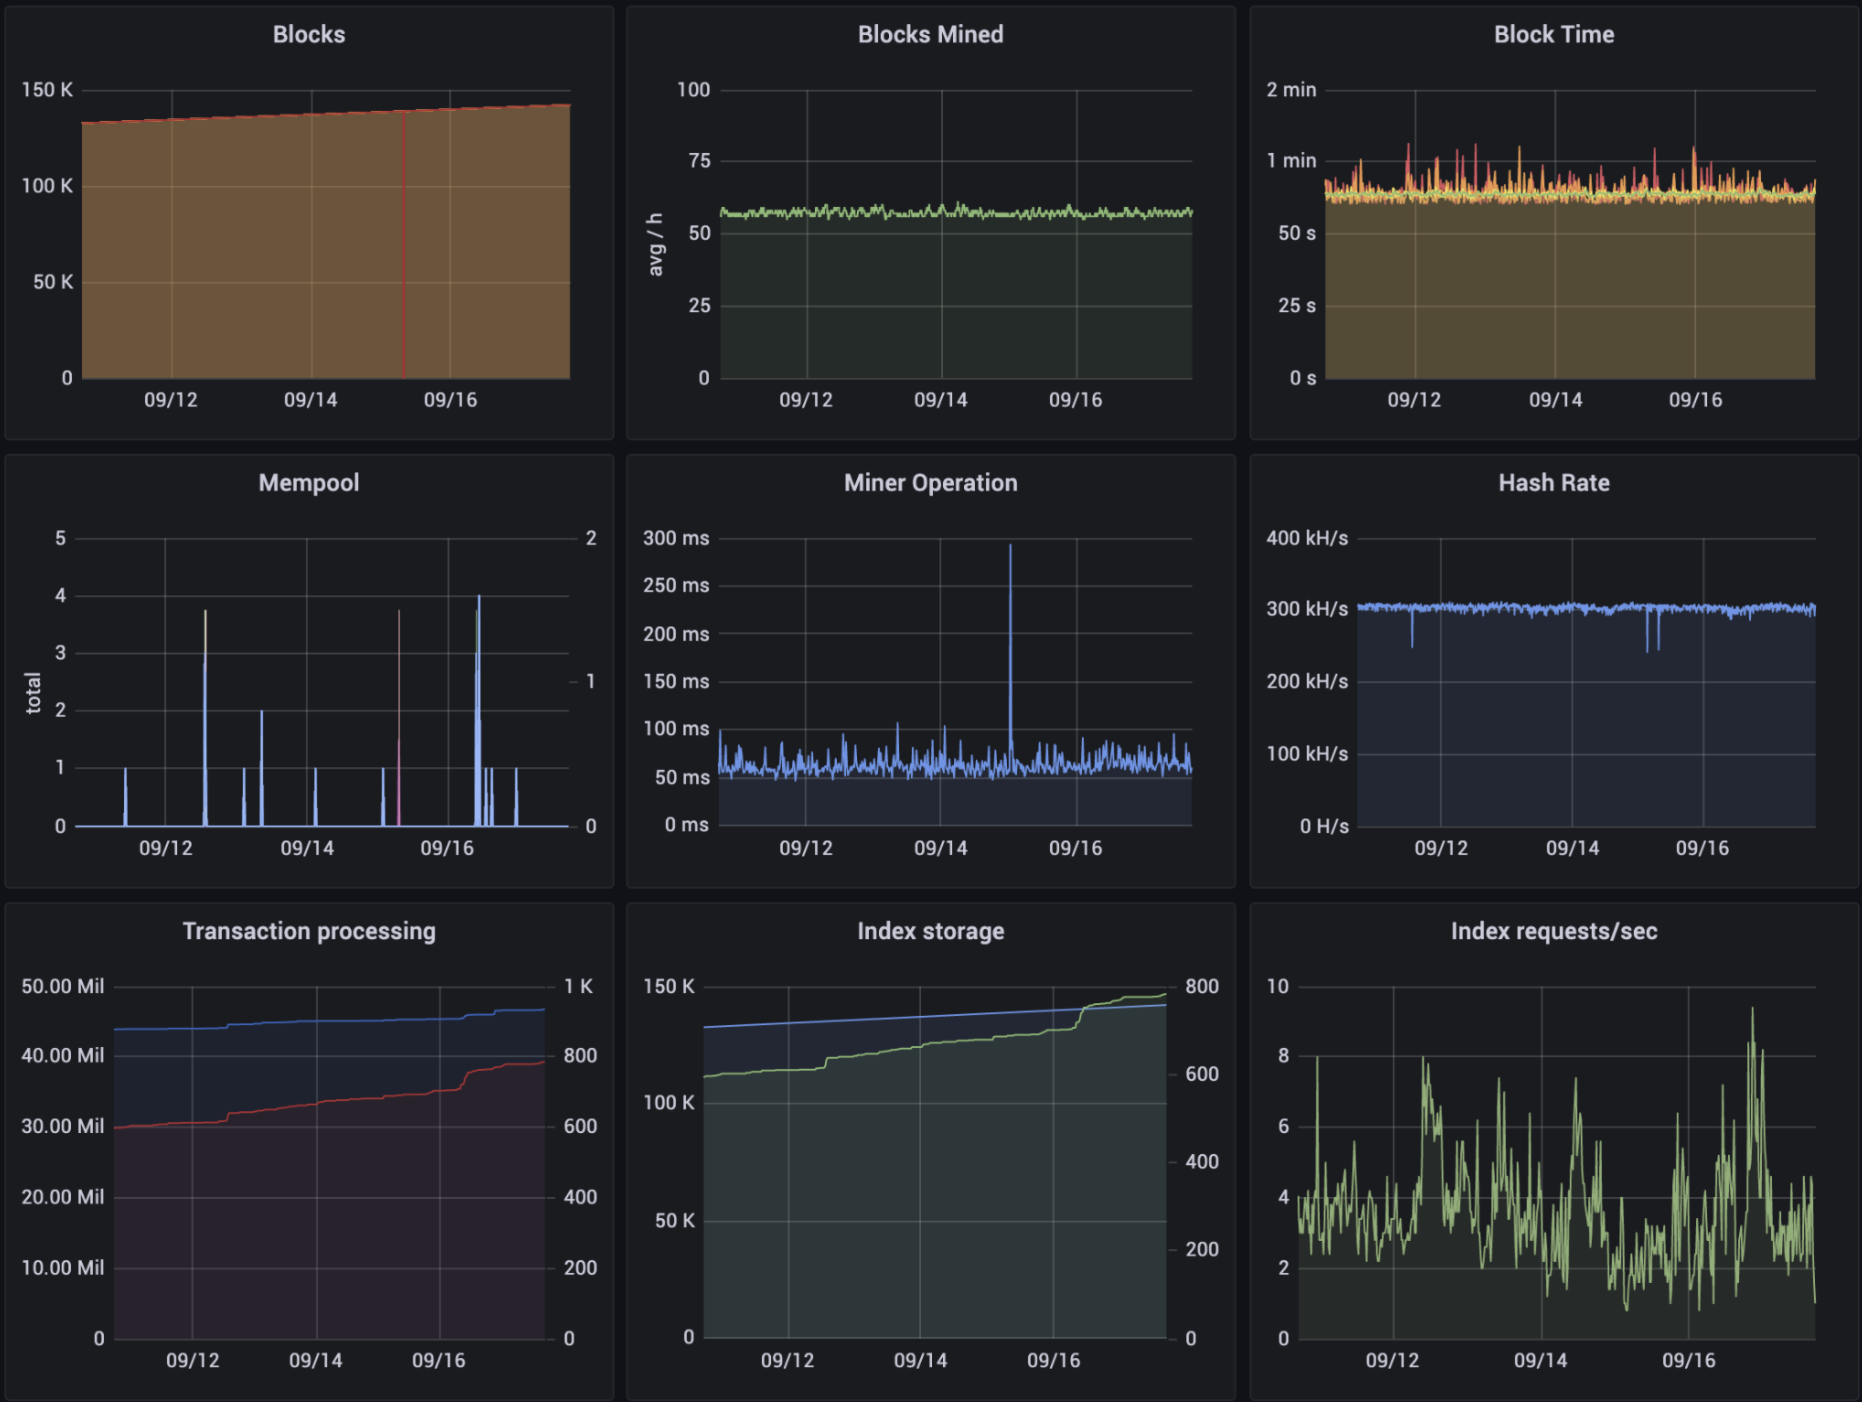 Blocks
150 K
100 K
50 K
0
09/12 09/14 09/16
Blocks Mined
100
75
50
25
0
avg / h
09/12 09/14 09/16
Block Time
2 min
1 min
50 s
25 s
0 s
09/12 09/14 09/16
Mempool
5 2
4
3
1
2
1
0 0
total
09/12 09/14 09/16
Miner Operation
300 ms
250 ms
200 ms
150 ms
100 ms
50 ms
0 ms
09/12 09/14 09/16
Hash Rate
400 kH/s
300 kH/s
200 kH/s
100 kH/s
0 H/s
09/12 09/14 09/16
Transaction processing
50.00 Mil 1 K
40.00 Mil 800
30.00 Mil 600
20.00 Mil 400
10.00 Mil 200
0 0
09/12 09/14 09/16
Index storage
150 K 800
600
100 K
400
50 K
200
0 0
09/12 09/14 09/16
Index requests/sec
10
8
6
4
2
0
09/12 09/14 09/16